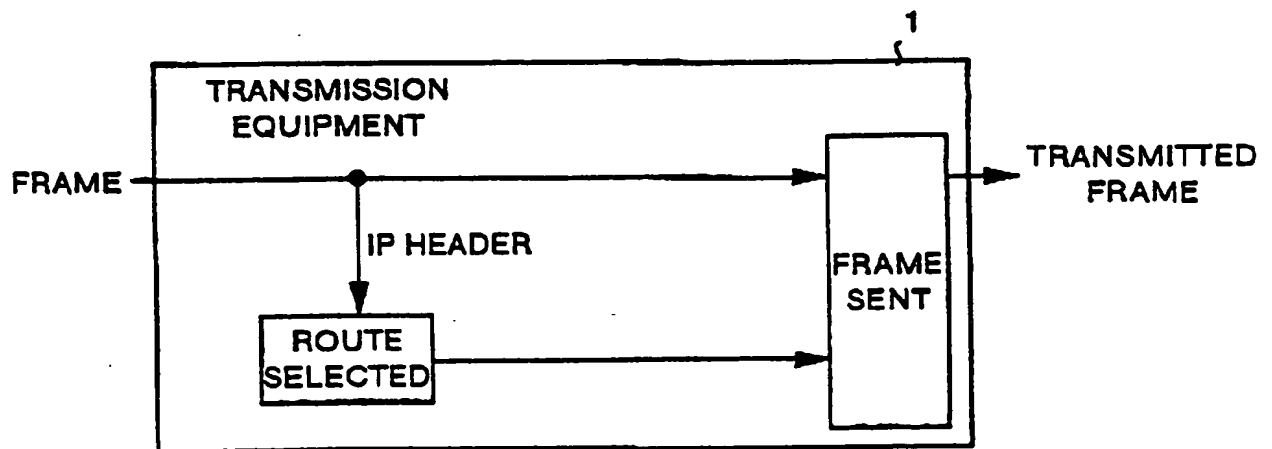 1
TRANSMISSION
EQUIPMENT
FRAME
TRANSMITTED
FRAME
IP HEADER
FRAME
SENT
ROUTE
SELECTED